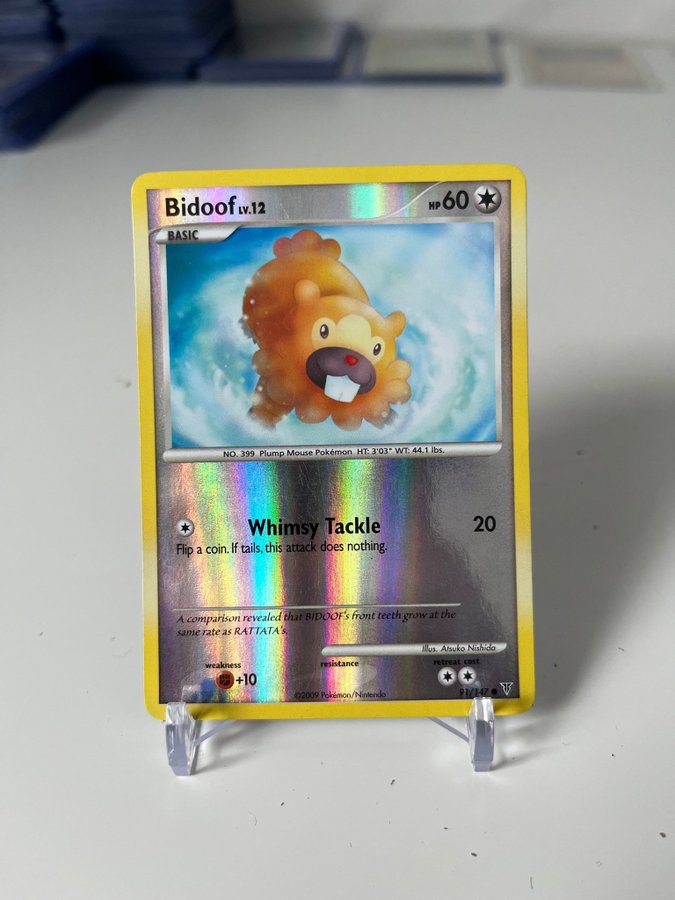 Bidoof LV.12 HP 60
BASIC
NO. 399 Plump Mouse Pokémon HT: 3'03" WT: 44.1 lbs.
Whimsy Tackle 20
Flip a coin. If tails, this attack does nothing.
A comparison revealed that BIDOOF's front teeth grow at the
same rate as RATTATA's.
Illus. Atsuko Nishida
weakness resistance retreat cost
+10
©2009 Pokémon/Nintendo 91/147